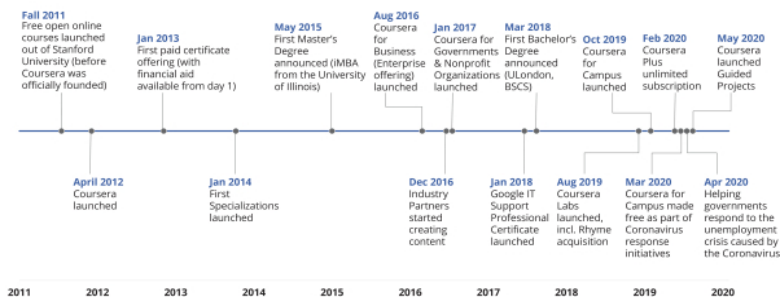 Fall 2011
Free open online
courses launched
out of Stanford
University (before
Coursera was
officially founded)
Jan 2013
First paid certificate
offering (with
financial aid
available from day 1)
May 2015
First Master's
Degree
announced (iMBA
from the University
of Illinois)
Aug 2016
Coursera
for
Business
(Enterprise
offering)
launched
Jan 2017
Coursera for
Governments
& Nonprofit
Organizations
launched
Mar 2018
First Bachelor's
Degree
announced
(ULondon,
BSCS)
Oct 2019
Coursera
for
Campus
launched
Feb 2020
Coursera
Plus
unlimited
subscription
May 2020
Coursera
launched
Guided
Projects
April 2012
Coursera
launched
Jan 2014
First
Specializations
launched
Dec 2016
Industry
Partners
started
creating
content
Jan 2018
Google IT
Support
Professional
Certificate
launched
Aug 2019
Coursera
Labs
launched,
incl. Rhyme
acquisition
Mar 2020
Coursera for
Campus made
free as part of
Coronavirus
response
initiatives
Apr 2020
Helping
governments
respond to the
unemployment
crisis caused by
the Coronavirus
2011 2012 2013 2014 2015 2016 2017 2018 2019 2020